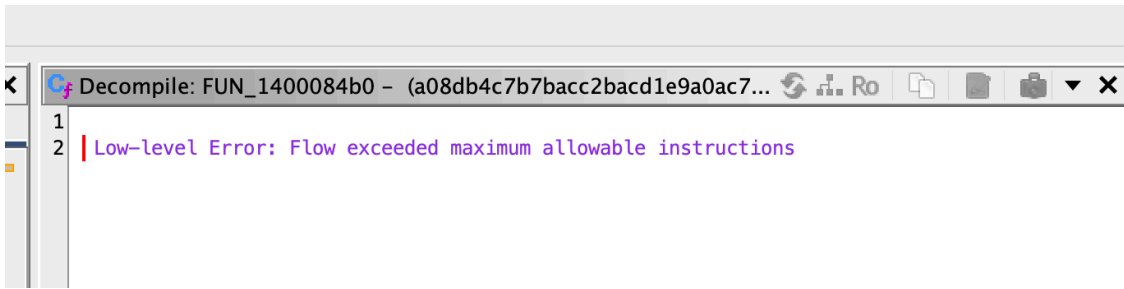 Decompile: FUN_1400084b0 – (a08db4c7b7bacc2bacd1e9a0ac7... Ro
1
2 Low-level Error: Flow exceeded maximum allowable instructions